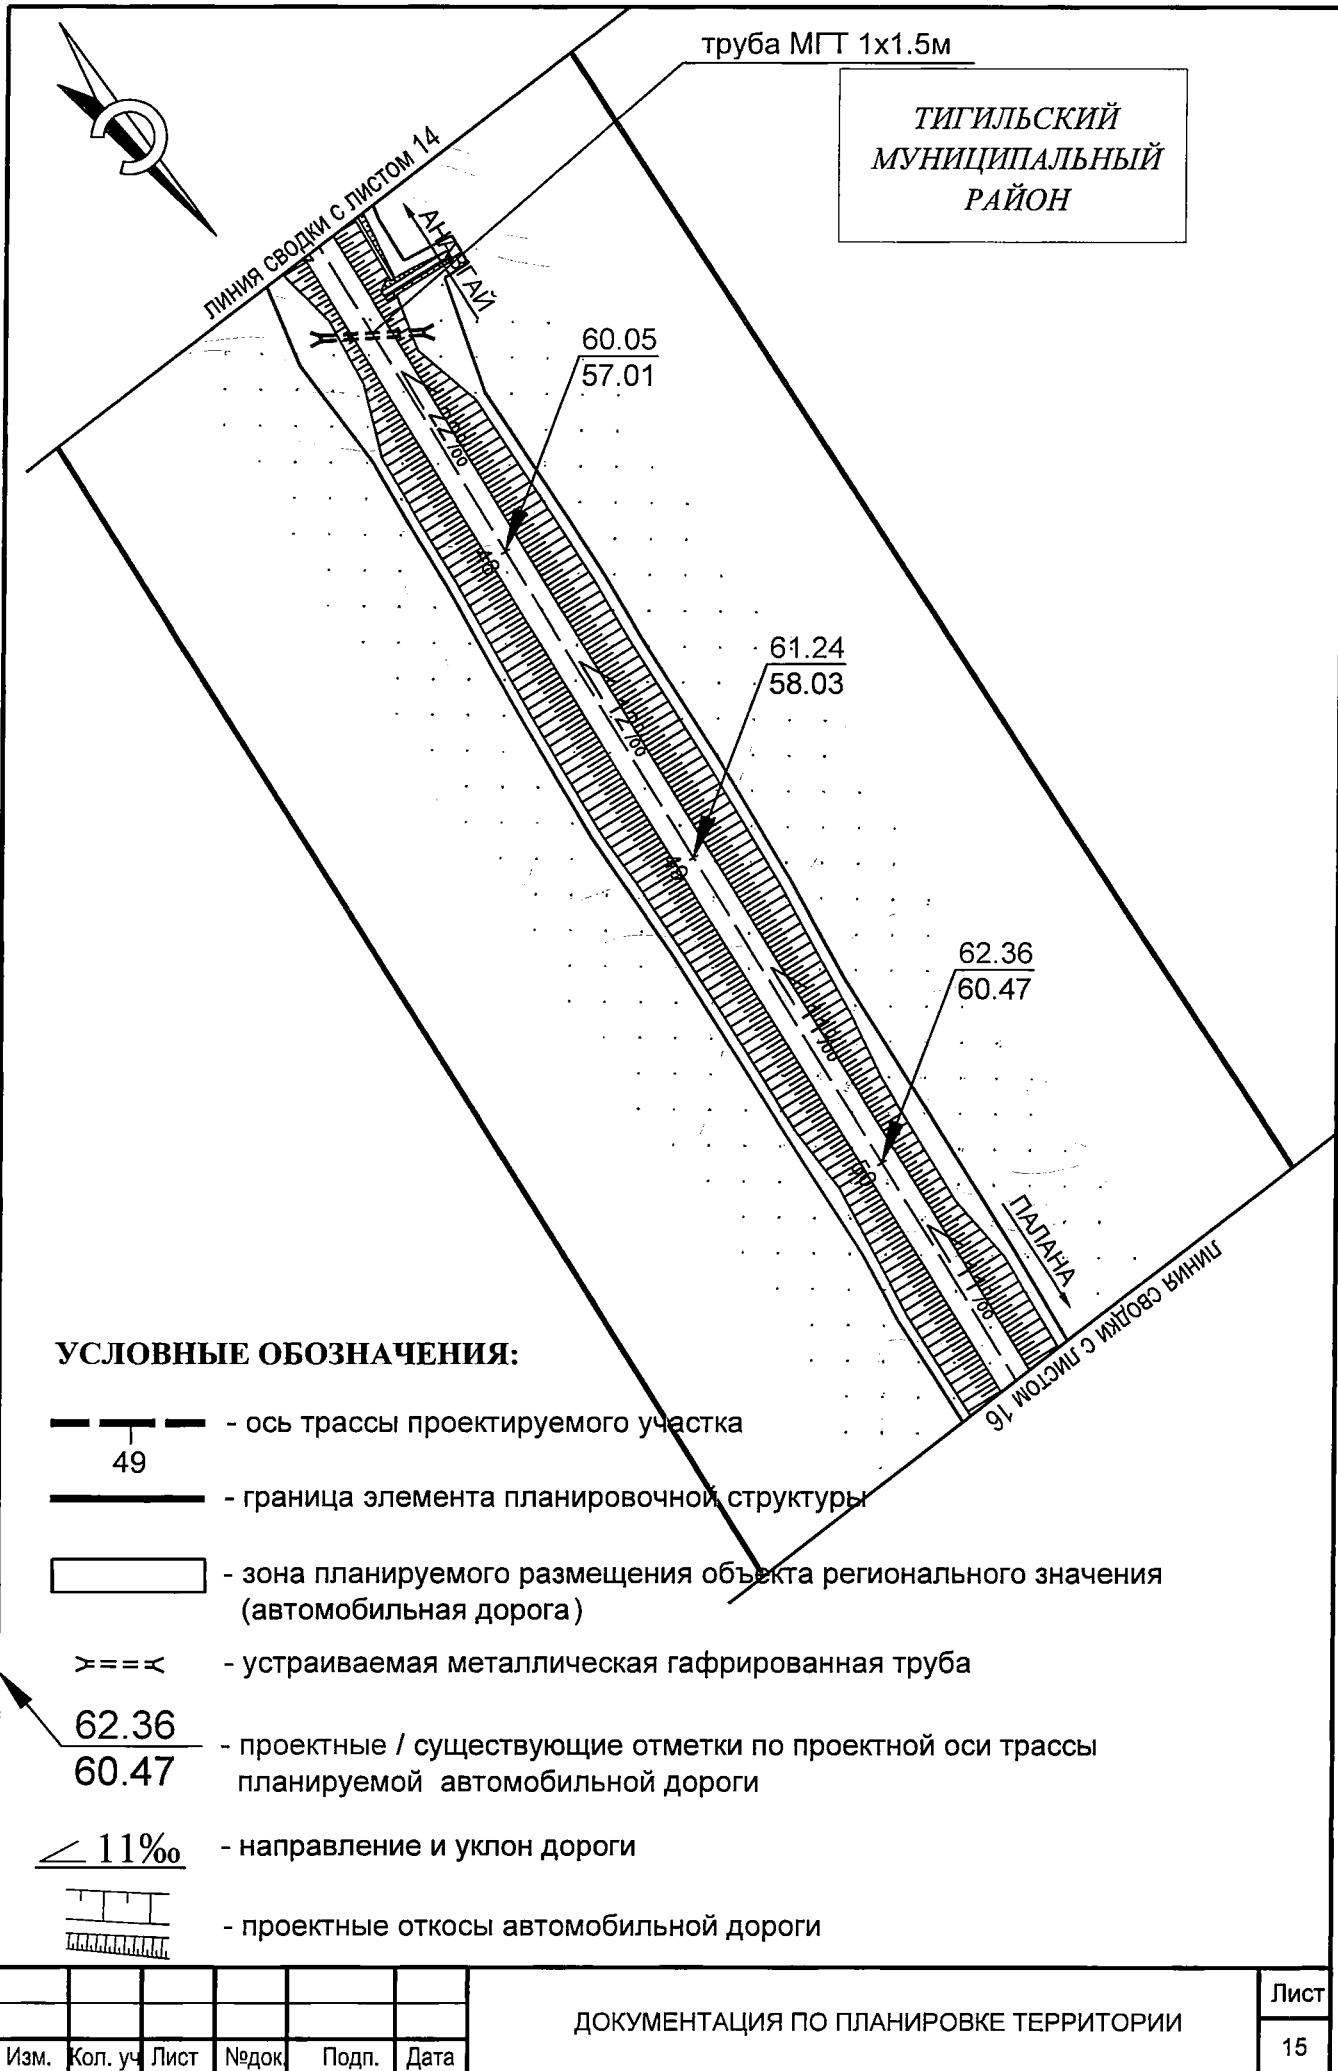 труба МГТ 1х1.5м
ТИГИЛЬСКИЙ
МУНИЦИПАЛЬНЫЙ
РАЙОН
С
ЛИНИЯ СВОДКИ С ЛИСТОМ 14
АНАВГАЙ
60.05
57.01
48
61.24
58.03
49
62.36
60.47
50
ПАЛАНА
ЛИНИЯ СВОДКИ С ЛИСТОМ 16
УСЛОВНЫЕ ОБОЗНАЧЕНИЯ:
- ось трассы проектируемого участка
49
- граница элемента планировочной структуры
- зона планируемого размещения объекта регионального значения
(автомобильная дорога)
- устраиваемая металлическая гафрированная труба
62.36
60.47
- проектные / существующие отметки по проектной оси трассы
планируемой автомобильной дороги
11‰
- направление и уклон дороги
- проектные откосы автомобильной дороги
ДОКУМЕНТАЦИЯ ПО ПЛАНИРОВКЕ ТЕРРИТОРИИ
Лист
15
Изм. Кол. уч Лист №док. Подп. Дата